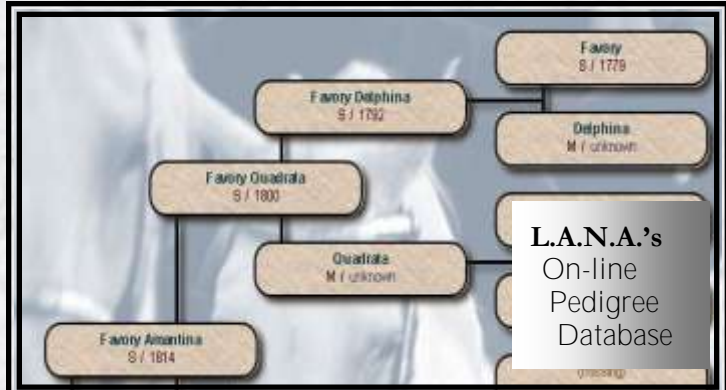 Favory
S / 1779
Favory Delphina
S / 1792
Delphina
M / unknown
Favory Quadrata
S / 1800
Quadrata
M / unknown
Favory Amantina
S / 1814
L.A.N.A.'s
On-line
Pedigree
Database
(missing)